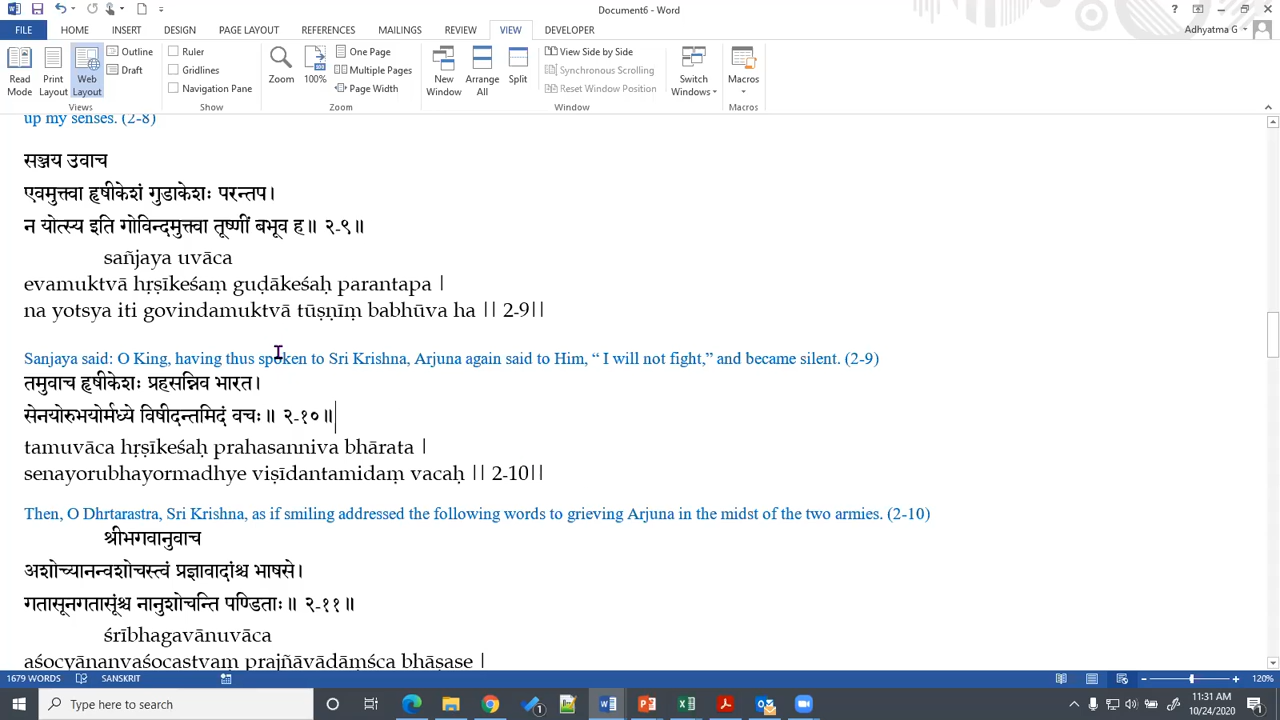 Document6 - Word
FILE HOME INSERT DESIGN PAGE LAYOUT REFERENCES MAILINGS REVIEW VIEW DEVELOPER Adhyatma G
Read Mode Print Layout Web Layout Outline Draft
Views
Ruler Gridlines Navigation Pane
Show
Zoom 100% One Page Multiple Pages Page Width
Zoom
New Window Arrange All Split View Side by Side Synchronous Scrolling Reset Window Position Switch Windows
Window
Macros
Macros
up my senses. (2-8)
सञ्जय उवाच
एवमुक्त्वा हृषीकेशं गुडाकेशः परन्तप।
न योत्स्य इति गोविन्दमुक्त्वा तूष्णीं बभूव ह॥ २-९॥
sañjaya uvāca
evamuktvā hṛṣīkeśaṃ guḍākeśaḥ parantapa |
na yotsya iti govindamuktvā tūṣṇīṃ babhūva ha || 2-9||
Sanjaya said: O King, having thus spoken to Sri Krishna, Arjuna again said to Him, “ I will not fight,” and became silent. (2-9)
तमुवाच हृषीकेशः प्रहसन्निव भारत।
सेनयोरुभयोर्मध्ये विषीदन्तमिदं वचः॥ २-१०॥
tamuvāca hṛṣīkeśaḥ prahasanniva bhārata |
senayorubhayormadhye viṣīdantamidaṃ vacaḥ || 2-10||
Then, O Dhrtarastra, Sri Krishna, as if smiling addressed the following words to grieving Arjuna in the midst of the two armies. (2-10)
श्रीभगवानुवाच
अशोच्यानन्वशोचस्त्वं प्रज्ञावादांश्च भाषसे।
गतासूनगतासूंश्च नानुशोचन्ति पण्डिताः॥ २-११॥
śrībhagavānuvāca
aśocyānanvaśocastvaṃ prajñāvādāṃśca bhāṣase |
1679 WORDS SANSKRIT 120%
Type here to search
11:31 AM
10/24/2020